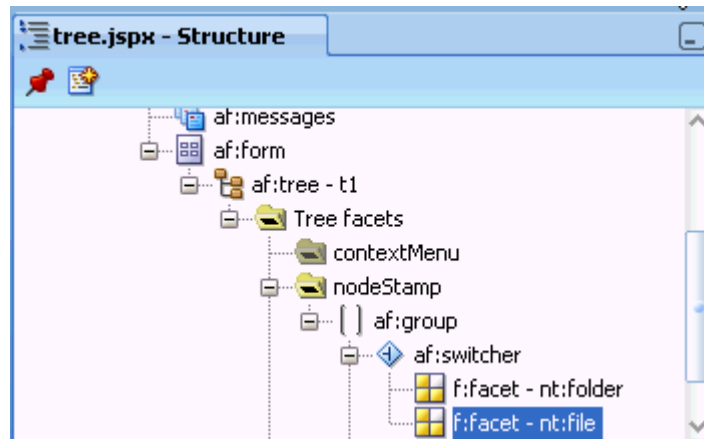 tree.jspx - Structure
af:messages
af:form
af:tree - t1
Tree facets
contextMenu
nodeStamp
af:group
af:switcher
f:facet - nt:folder
f:facet - nt:file